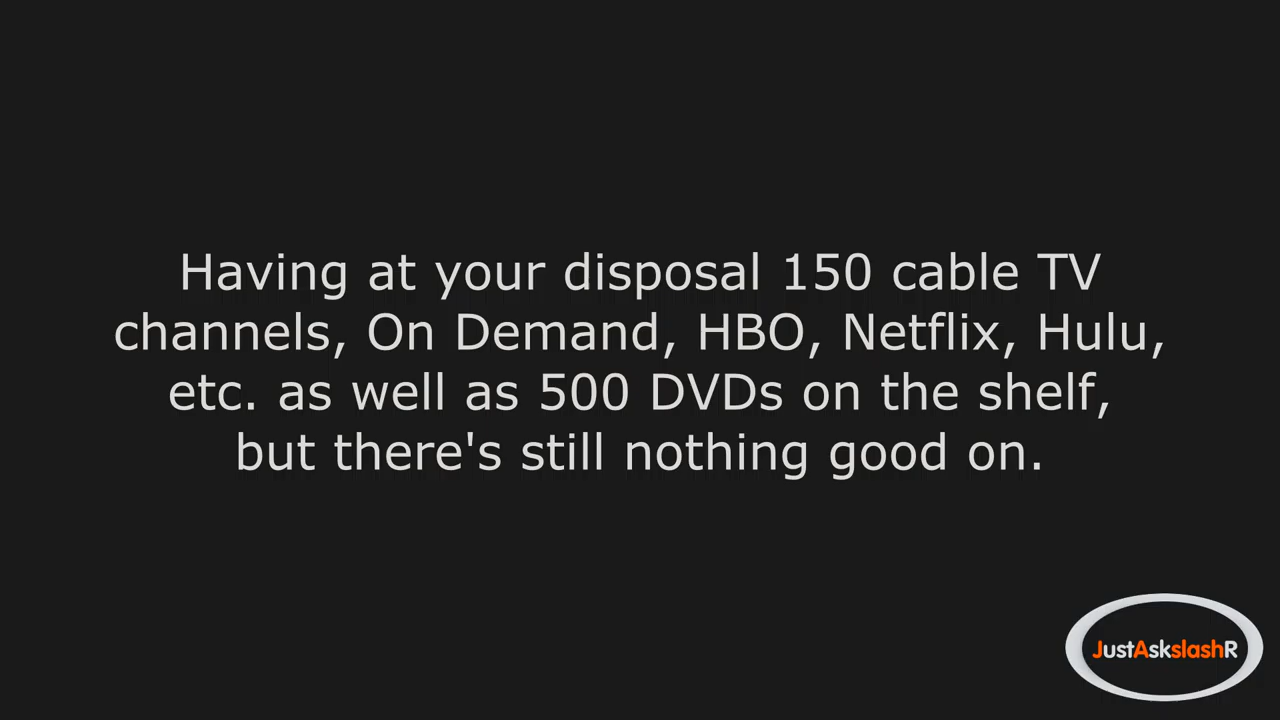 Having at your disposal 150 cable TV
channels, On Demand, HBO, Netflix, Hulu,
etc. as well as 500 DVDs on the shelf,
but there's still nothing good on.
JustAskslashR